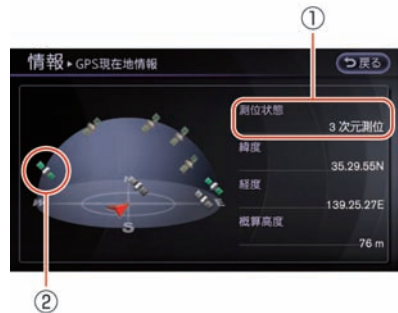 ①
情報▸GPS現在地情報
戻る
測位状態
3 次元測位
緯度
35.29.55N
経度
139.25.27E
概算高度
76 m
S
②